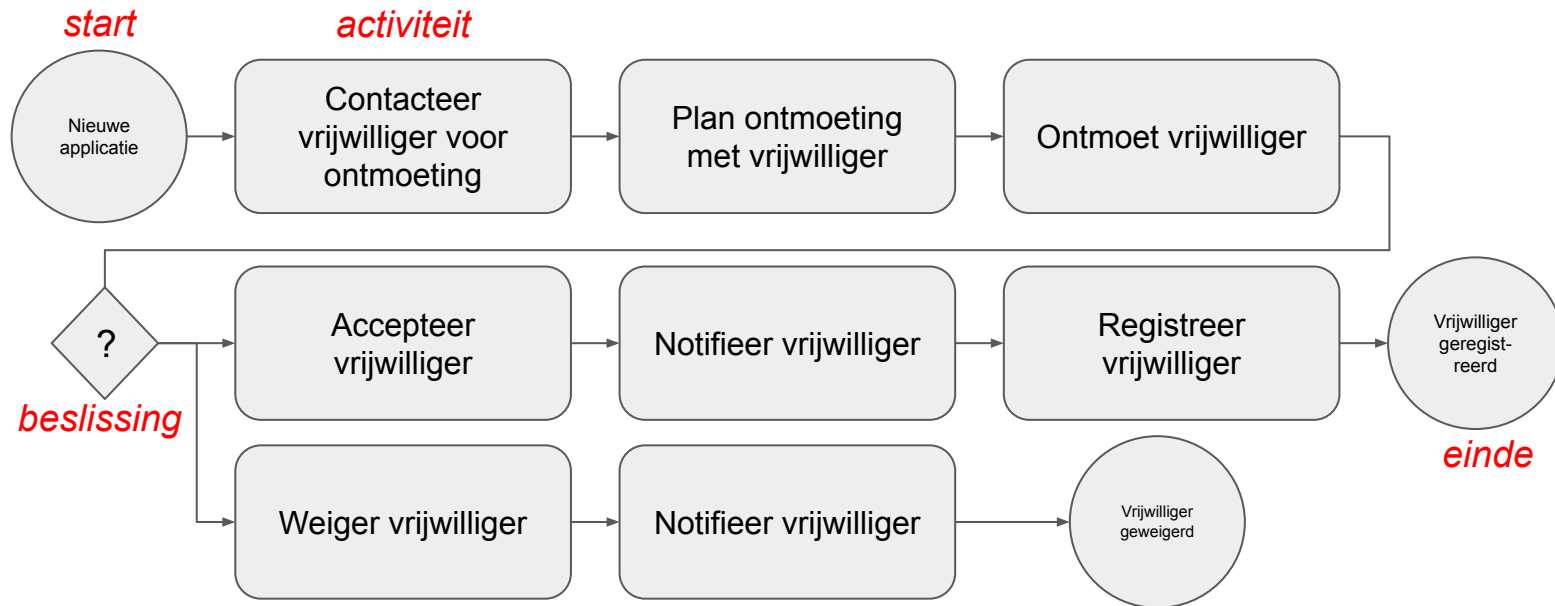 start
activiteit
Nieuwe
applicatie
Contacteer
vrijwilliger voor
ontmoeting
Plan ontmoeting
met vrijwilliger
Ontmoet vrijwilliger
?
beslissing
Accepteer
vrijwilliger
Notifieer vrijwilliger
Registreer
vrijwilliger
Vrijwilliger
geregist-
reerd
einde
Weiger vrijwilliger
Notifieer vrijwilliger
Vrijwilliger
geweigerd